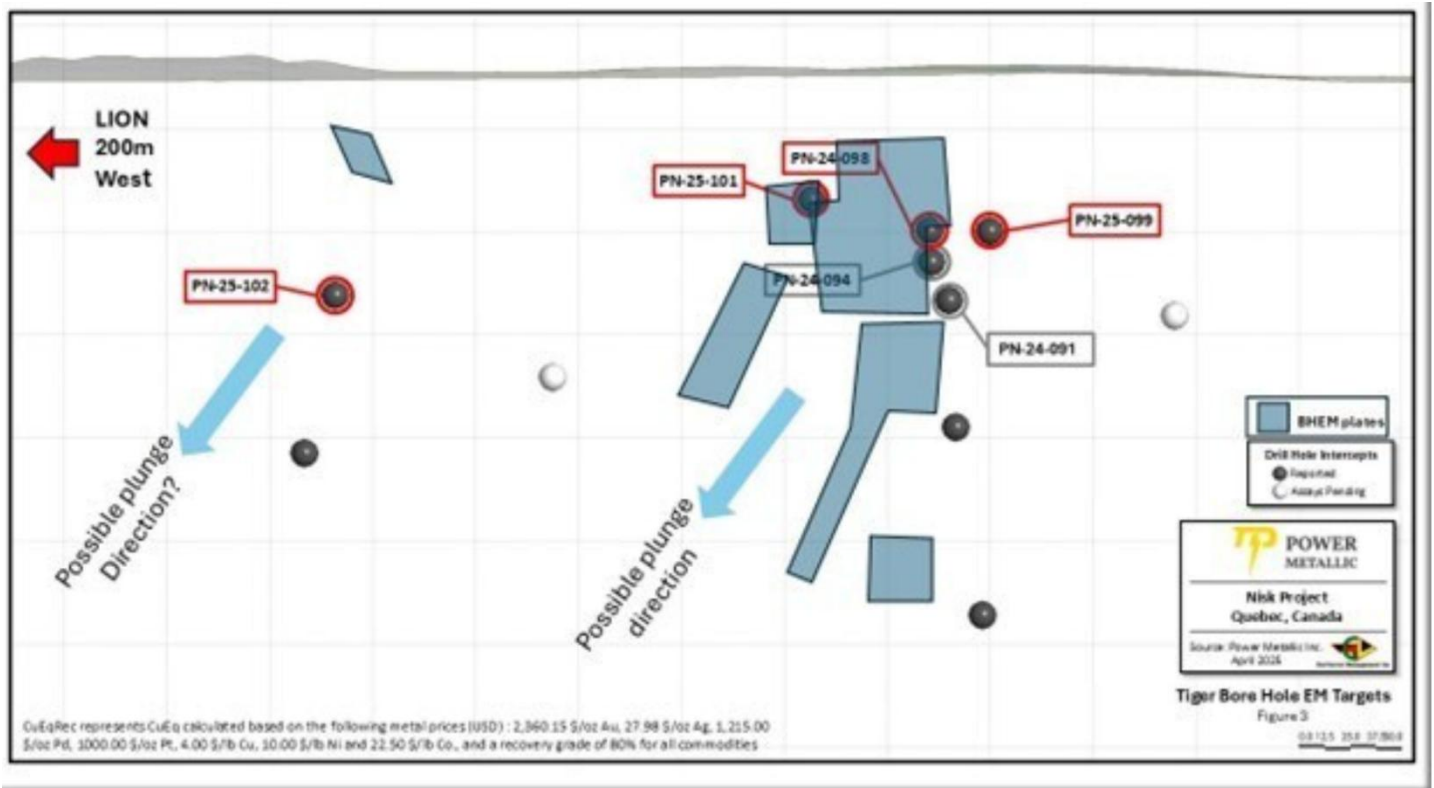 LION
200m
West
PN-24-098
PN-25-101
PN-25-099
PN-24-094
PN-25-102
PN-24-091
Possible plunge
Direction?
Possible plunge
direction
BHEM plates
Drill Hole Intercepts
Reported
Assays Pending
POWER
METALLIC
Nisk Project
Quebec, Canada
Source: Power Metallic Inc.
April 2025
Tiger Bore Hole EM Targets
Figure 3
CuEqRec represents CuEq calculated based on the following metal prices (USD) : 2,360.15 $/oz Au, 27.98 $/oz Ag, 1,215.00
$/oz Pd, 1000.00 $/oz Pt, 4.00 $/lb Cu, 10.00 $/lb Ni and 22.50 $/lb Co., and a recovery grade of 80% for all commodities